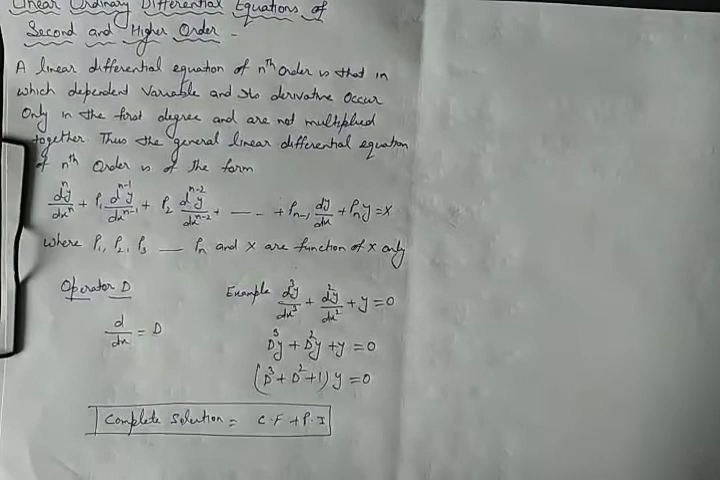 Linear Ordinary Differential Equations of
Second and Higher Order -
A linear differential equation of nth Order is that in
which dependent Variable and its derivative Occur
Only in the first degree and are not multiplied
together. Thus the general linear differential equation
of nth Order is of the form
dⁿy/dxⁿ + P₁ dⁿ⁻¹y/dxⁿ⁻¹ + P₂ dⁿ⁻²y/dxⁿ⁻² + - - - + Pₙ₋₁ dy/dx + Pₙy = X
where P₁, P₂, P₃ — Pₙ and X are function of x only
Operator D
d/dx = D
Example d³y/dx³ + d²y/dx² + y = 0
D³y + D²y + y = 0
(D³ + D² + 1) y = 0
Complete Solution = C.F + P.I